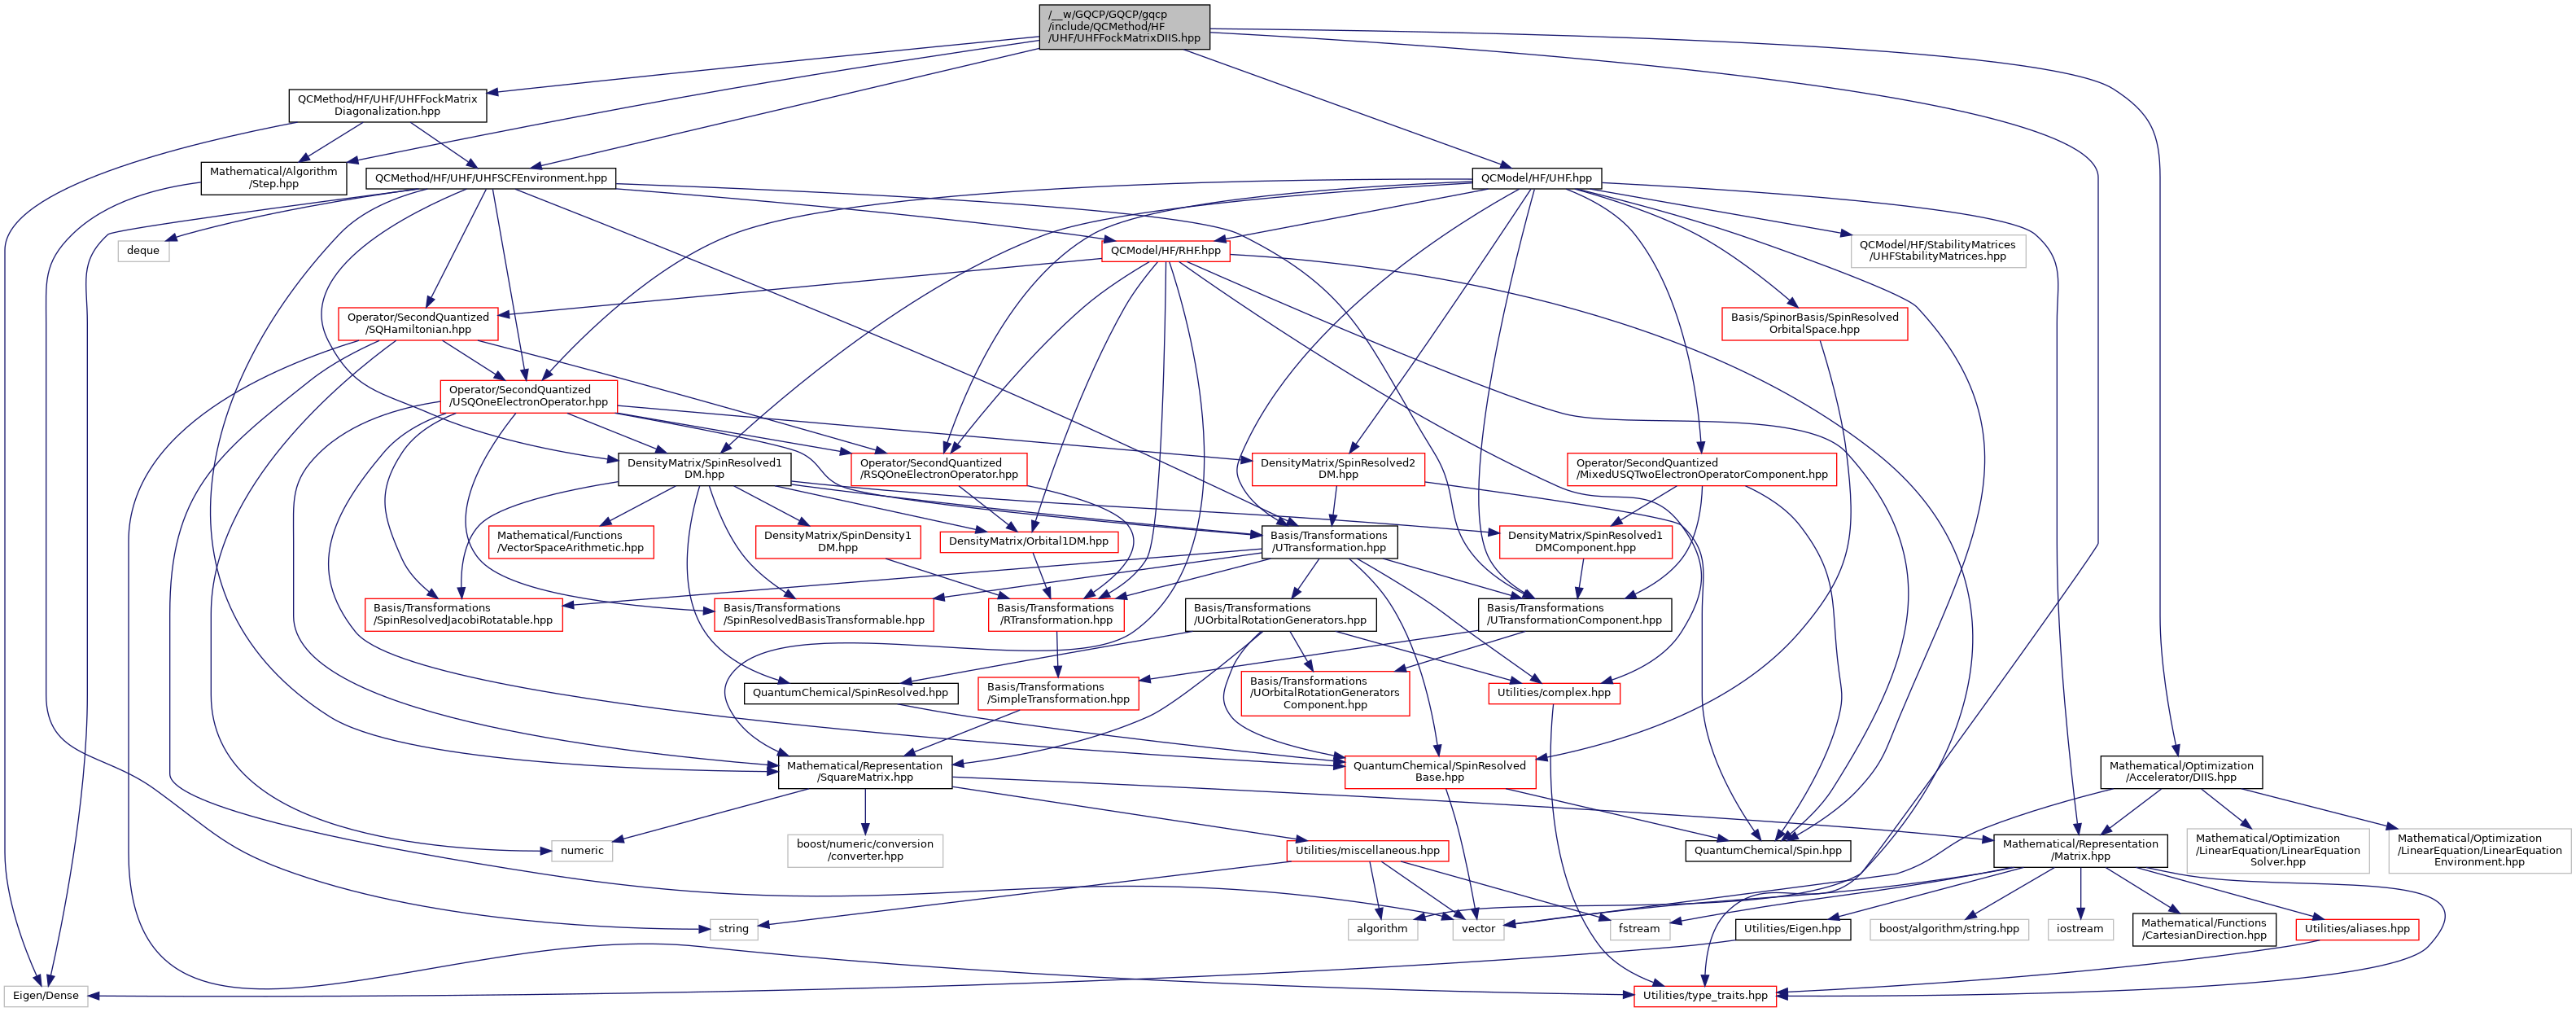 /__w/GQCP/GQCP/gqcp
/include/QCMethod/HF
/UHF/UHFFockMatrixDIIS.hpp
QCMethod/HF/UHF/UHFFockMatrix
Diagonalization.hpp
Mathematical/Algorithm
/Step.hpp
QCMethod/HF/UHF/UHFSCFEnvironment.hpp
QCModel/HF/UHF.hpp
deque
QCModel/HF/RHF.hpp
QCModel/HF/StabilityMatrices
/UHFStabilityMatrices.hpp
Operator/SecondQuantized
/SQHamiltonian.hpp
Basis/SpinorBasis/SpinResolved
OrbitalSpace.hpp
Operator/SecondQuantized
/USQOneElectronOperator.hpp
DensityMatrix/SpinResolved1
DM.hpp
Operator/SecondQuantized
/RSQOneElectronOperator.hpp
DensityMatrix/SpinResolved2
DM.hpp
Operator/SecondQuantized
/MixedUSQTwoElectronOperatorComponent.hpp
Mathematical/Functions
/VectorSpaceArithmetic.hpp
DensityMatrix/SpinDensity1
DM.hpp
DensityMatrix/Orbital1DM.hpp
Basis/Transformations
/UTransformation.hpp
DensityMatrix/SpinResolved1
DMComponent.hpp
Basis/Transformations
/SpinResolvedJacobiRotatable.hpp
Basis/Transformations
/SpinResolvedBasisTransformable.hpp
Basis/Transformations
/RTransformation.hpp
Basis/Transformations
/UOrbitalRotationGenerators.hpp
Basis/Transformations
/UTransformationComponent.hpp
QuantumChemical/SpinResolved.hpp
Basis/Transformations
/SimpleTransformation.hpp
Basis/Transformations
/UOrbitalRotationGenerators
Component.hpp
Utilities/complex.hpp
Mathematical/Representation
/SquareMatrix.hpp
QuantumChemical/SpinResolved
Base.hpp
Mathematical/Optimization
/Accelerator/DIIS.hpp
numeric
boost/numeric/conversion
/converter.hpp
Utilities/miscellaneous.hpp
QuantumChemical/Spin.hpp
Mathematical/Representation
/Matrix.hpp
Mathematical/Optimization
/LinearEquation/LinearEquation
Solver.hpp
Mathematical/Optimization
/LinearEquation/LinearEquation
Environment.hpp
string
algorithm
vector
fstream
Utilities/Eigen.hpp
boost/algorithm/string.hpp
iostream
Mathematical/Functions
/CartesianDirection.hpp
Utilities/aliases.hpp
Eigen/Dense
Utilities/type_traits.hpp